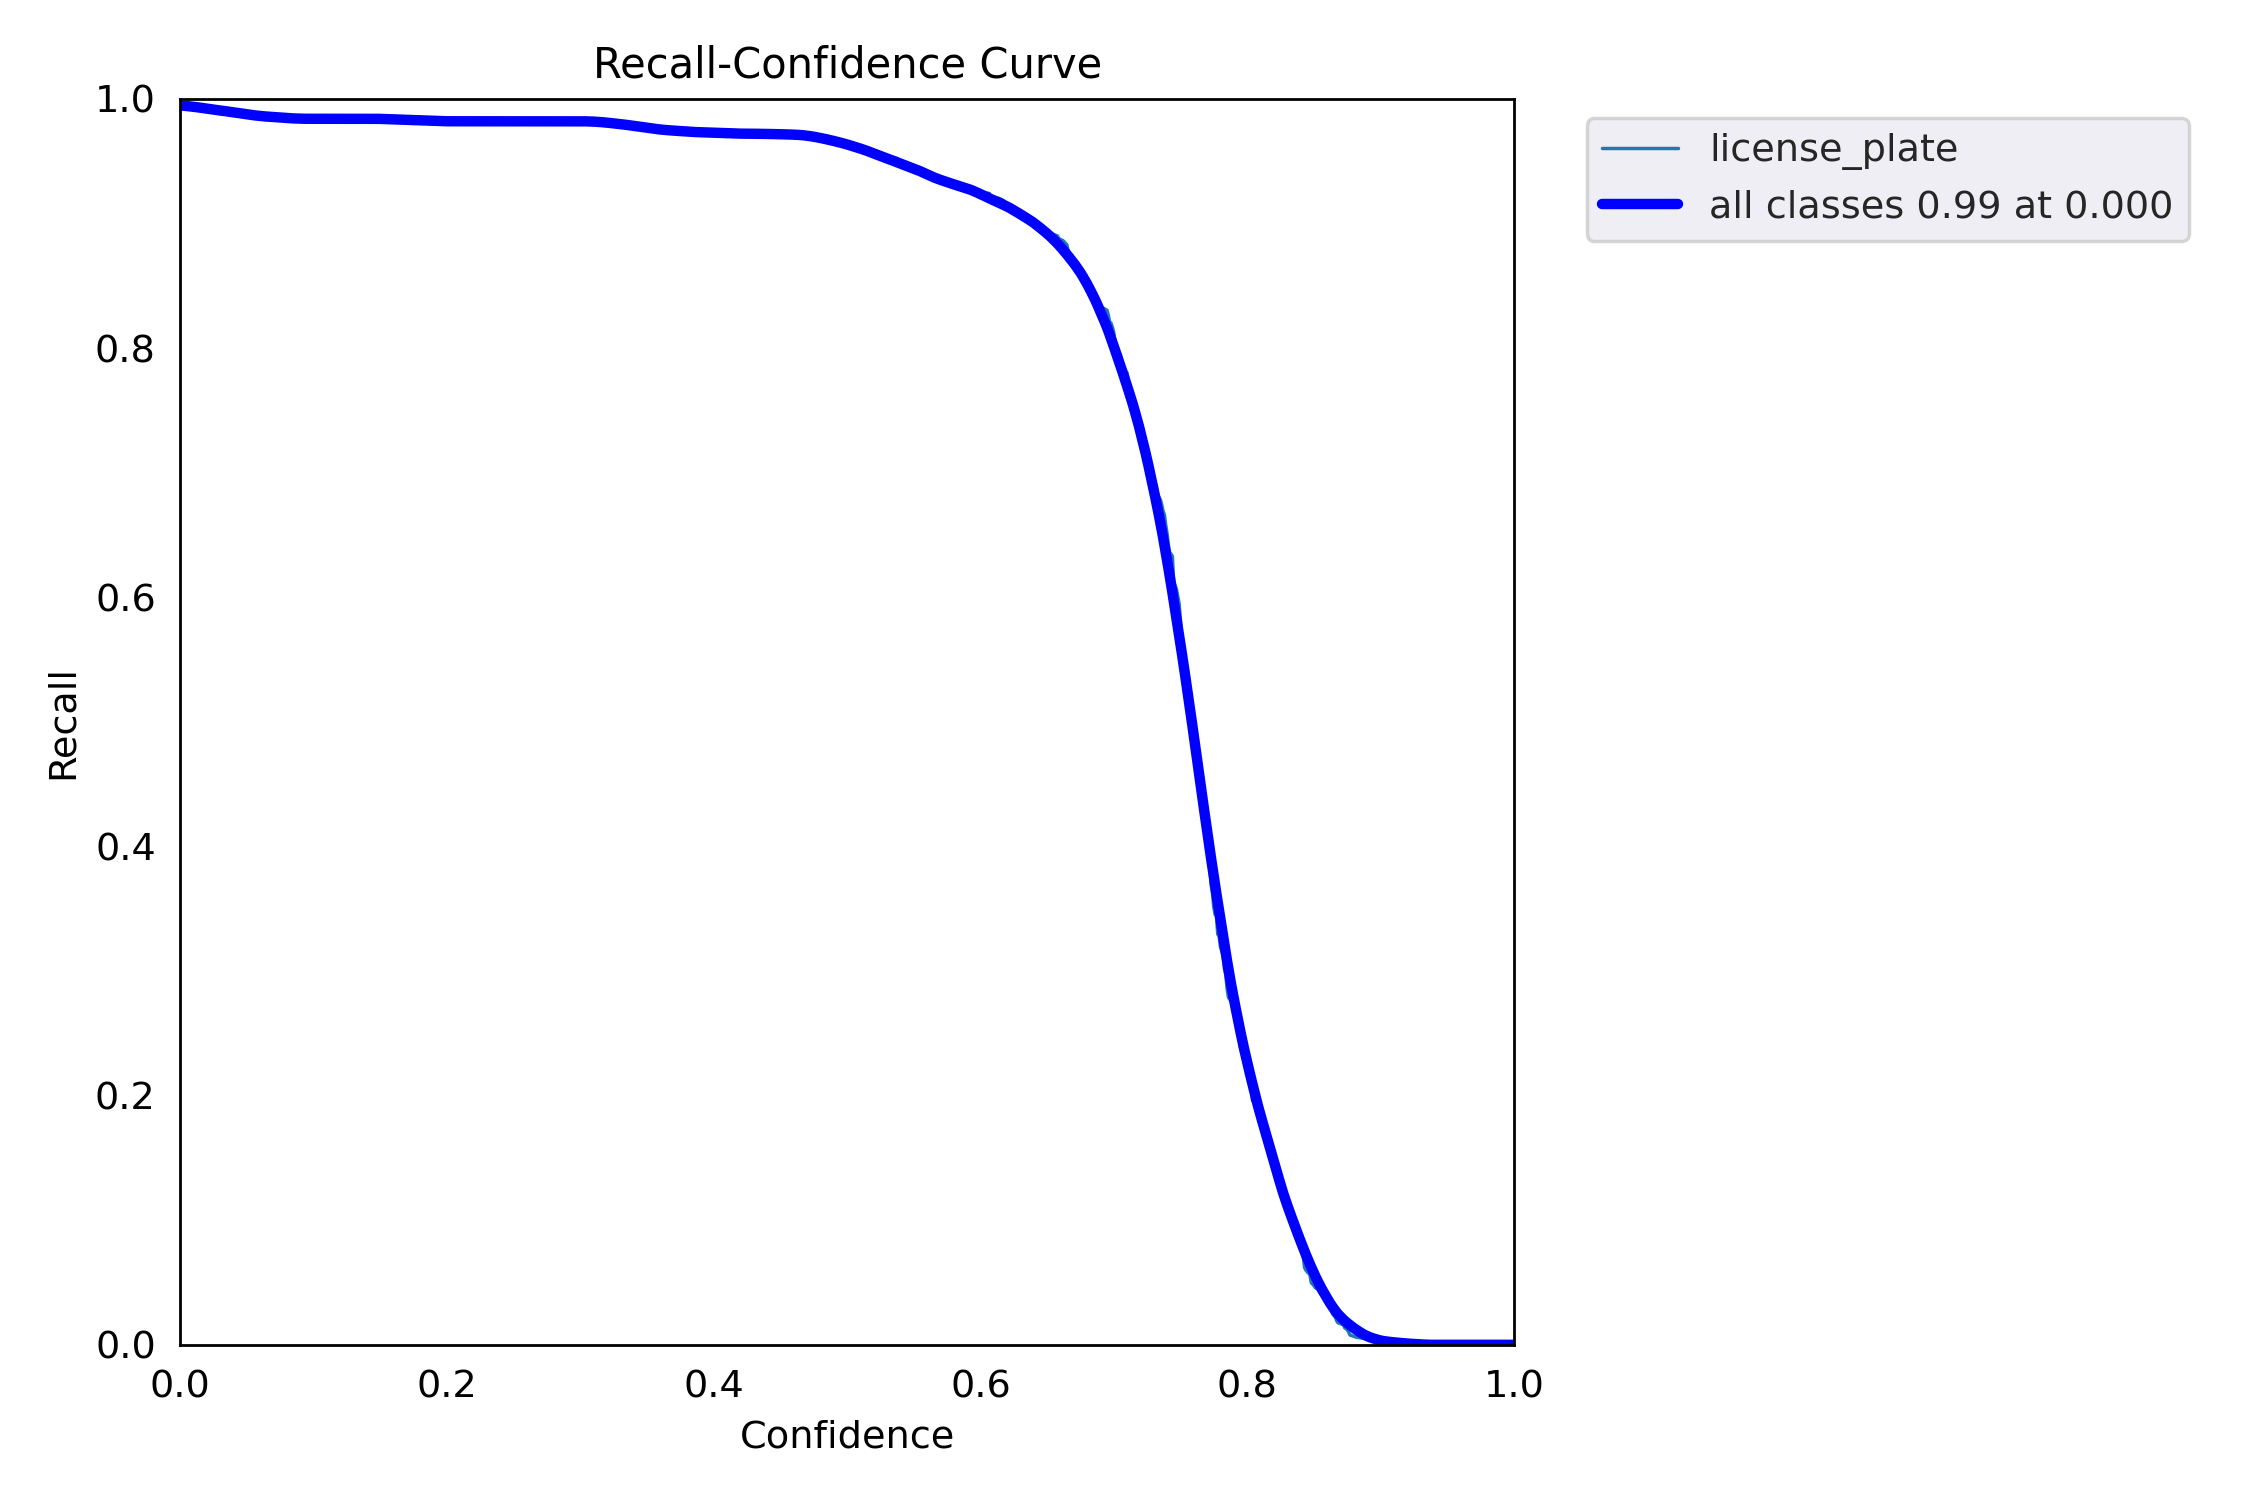 Recall-Confidence Curve
1.0
0.8
0.6
0.4
0.2
0.0
Recall
0.0 0.2 0.4 0.6 0.8 1.0
Confidence
license_plate
all classes 0.99 at 0.000